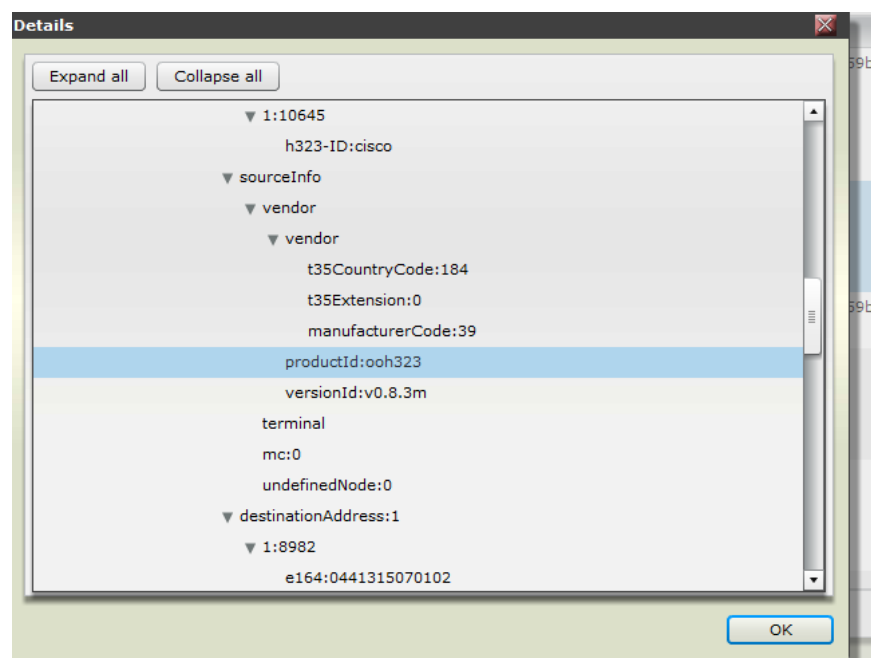 Details
Expand all Collapse all
1:10645
h323-ID:cisco
sourceInfo
vendor
vendor
t35CountryCode:184
t35Extension:0
manufacturerCode:39
productId:ooh323
versionId:v0.8.3m
terminal
mc:0
undefinedNode:0
destinationAddress:1
1:8982
e164:0441315070102
OK